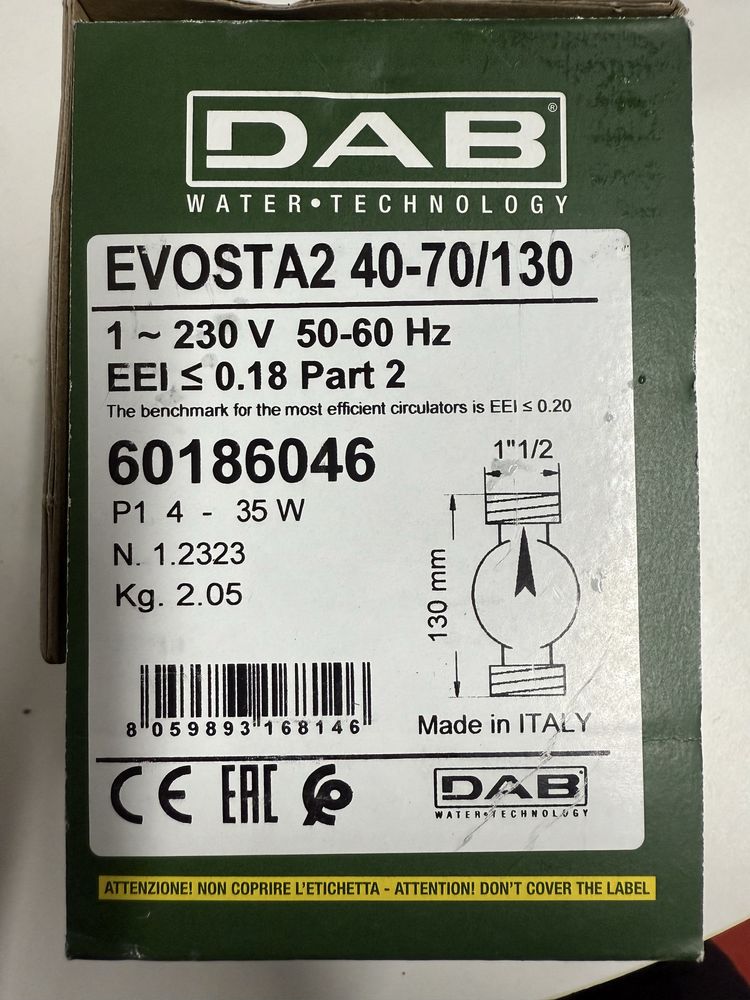 DAB®
WATER•TECHNOLOGY
EVOSTA2 40-70/130
1 ~ 230 V 50-60 Hz
EEI ≤ 0.18 Part 2
The benchmark for the most efficient circulators is EEI ≤ 0.20
60186046
P1 4 - 35 W
N. 1.2323
Kg. 2.05
1"1/2
130 mm
8 059893 168146
Made in ITALY
CE EAC
DAB
WATER•TECHNOLOGY
ATTENZIONE! NON COPRIRE L'ETICHETTA - ATTENTION! DON'T COVER THE LABEL